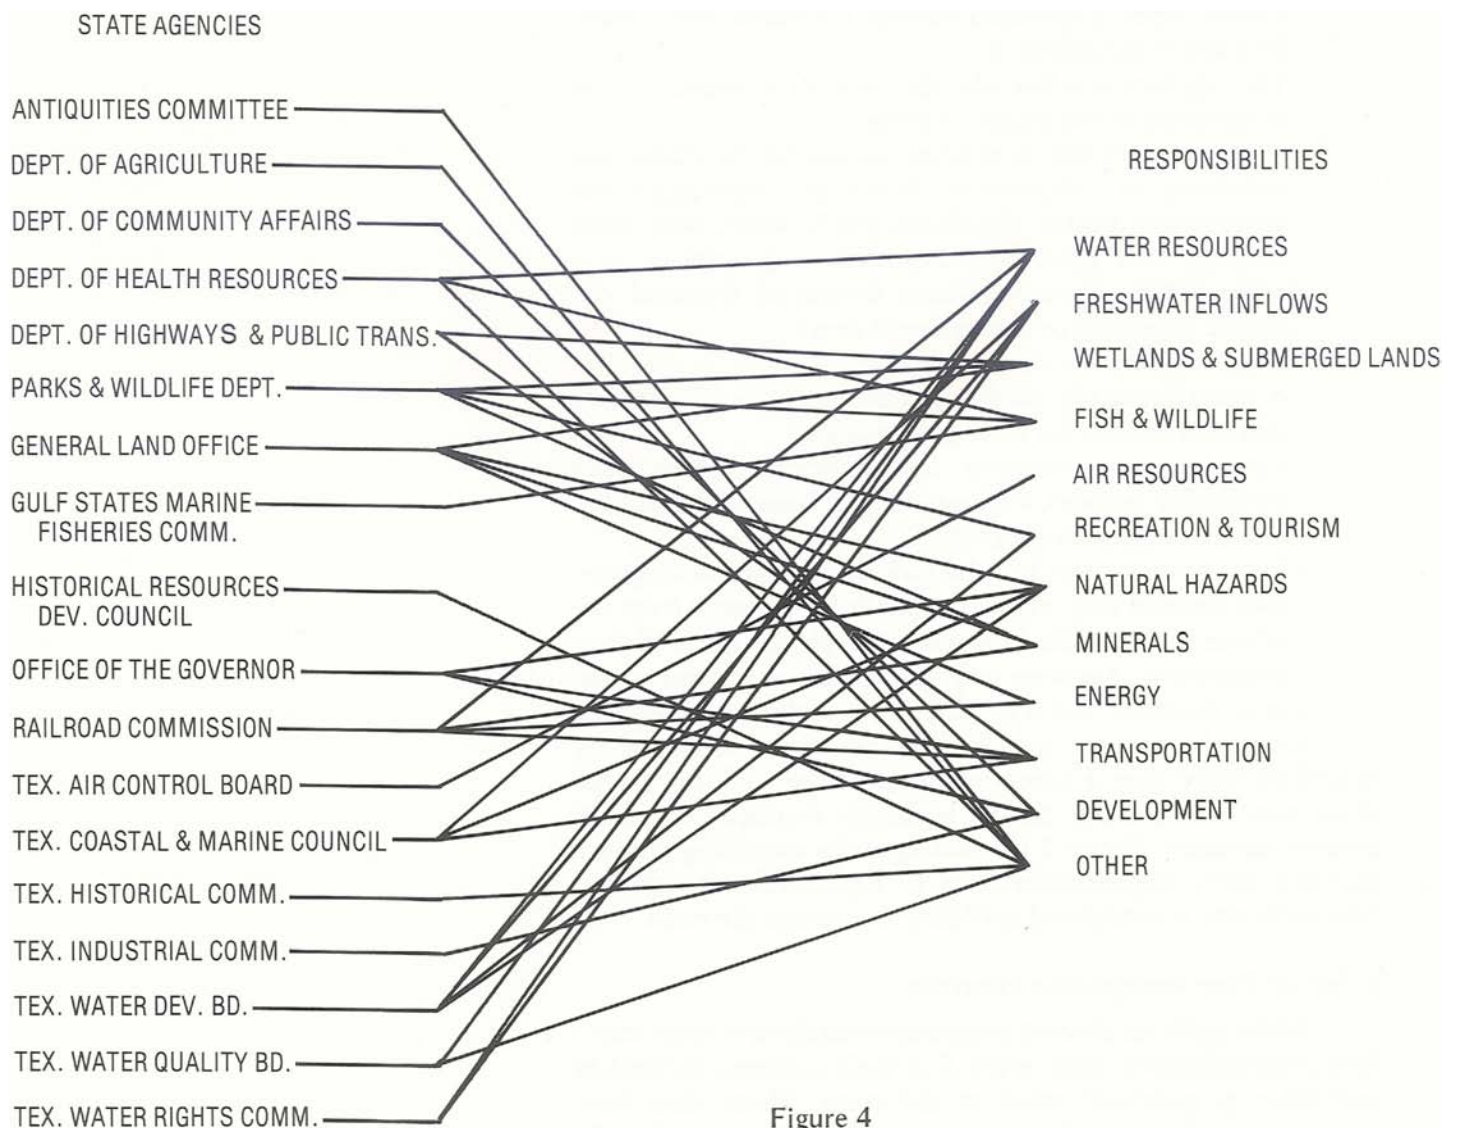 STATE AGENCIES
ANTIQUITIES COMMITTEE
DEPT. OF AGRICULTURE
DEPT. OF COMMUNITY AFFAIRS
DEPT. OF HEALTH RESOURCES
DEPT. OF HIGHWAYS & PUBLIC TRANS.
PARKS & WILDLIFE DEPT.
GENERAL LAND OFFICE
GULF STATES MARINE
FISHERIES COMM.
HISTORICAL RESOURCES
DEV. COUNCIL
OFFICE OF THE GOVERNOR
RAILROAD COMMISSION
TEX. AIR CONTROL BOARD
TEX. COASTAL & MARINE COUNCIL
TEX. HISTORICAL COMM.
TEX. INDUSTRIAL COMM.
TEX. WATER DEV. BD.
TEX. WATER QUALITY BD.
TEX. WATER RIGHTS COMM.
RESPONSIBILITIES
WATER RESOURCES
FRESHWATER INFLOWS
WETLANDS & SUBMERGED LANDS
FISH & WILDLIFE
AIR RESOURCES
RECREATION & TOURISM
NATURAL HAZARDS
MINERALS
ENERGY
TRANSPORTATION
DEVELOPMENT
OTHER
Figure 4